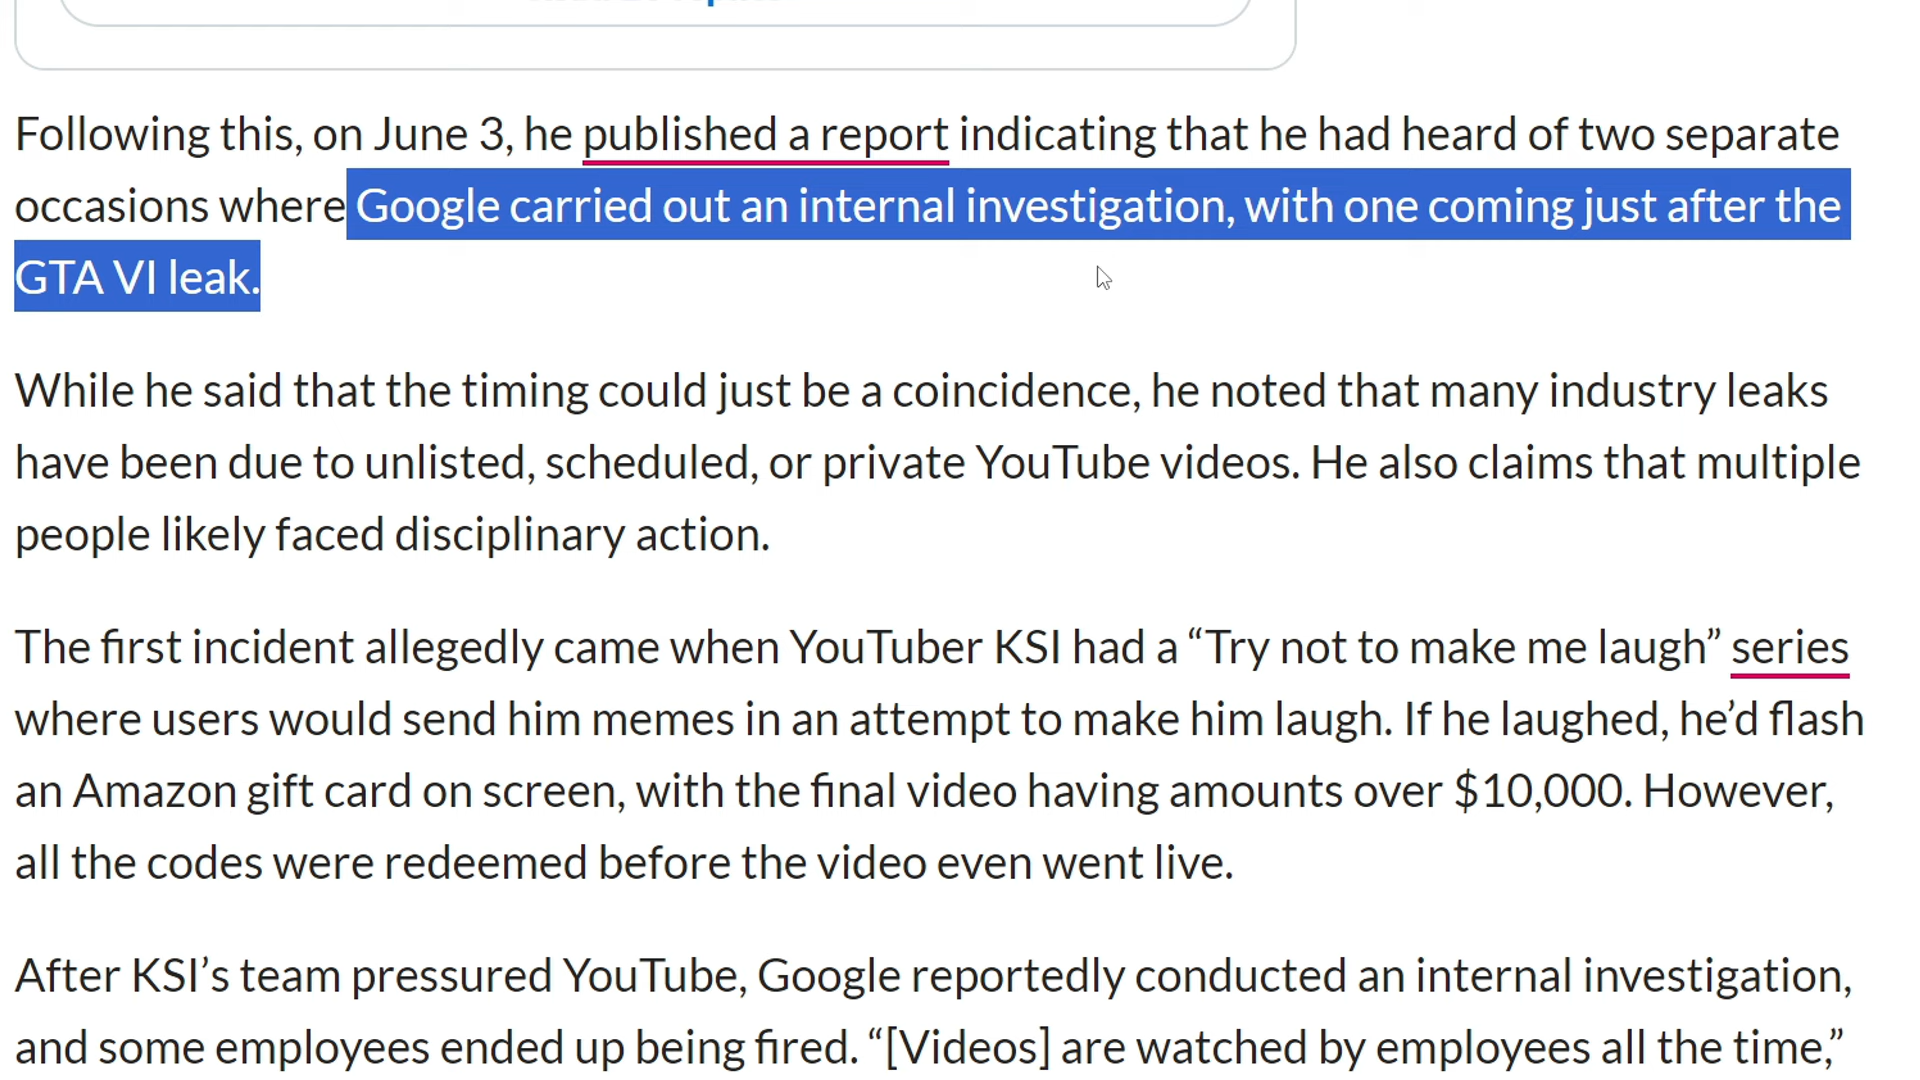 Following this, on June 3, he published a report indicating that he had heard of two separate
occasions where Google carried out an internal investigation, with one coming just after the
GTA VI leak.
While he said that the timing could just be a coincidence, he noted that many industry leaks
have been due to unlisted, scheduled, or private YouTube videos. He also claims that multiple
people likely faced disciplinary action.
The first incident allegedly came when YouTuber KSI had a “Try not to make me laugh” series
where users would send him memes in an attempt to make him laugh. If he laughed, he’d flash
an Amazon gift card on screen, with the final video having amounts over $10,000. However,
all the codes were redeemed before the video even went live.
After KSI’s team pressured YouTube, Google reportedly conducted an internal investigation,
and some employees ended up being fired. “[Videos] are watched by employees all the time,”